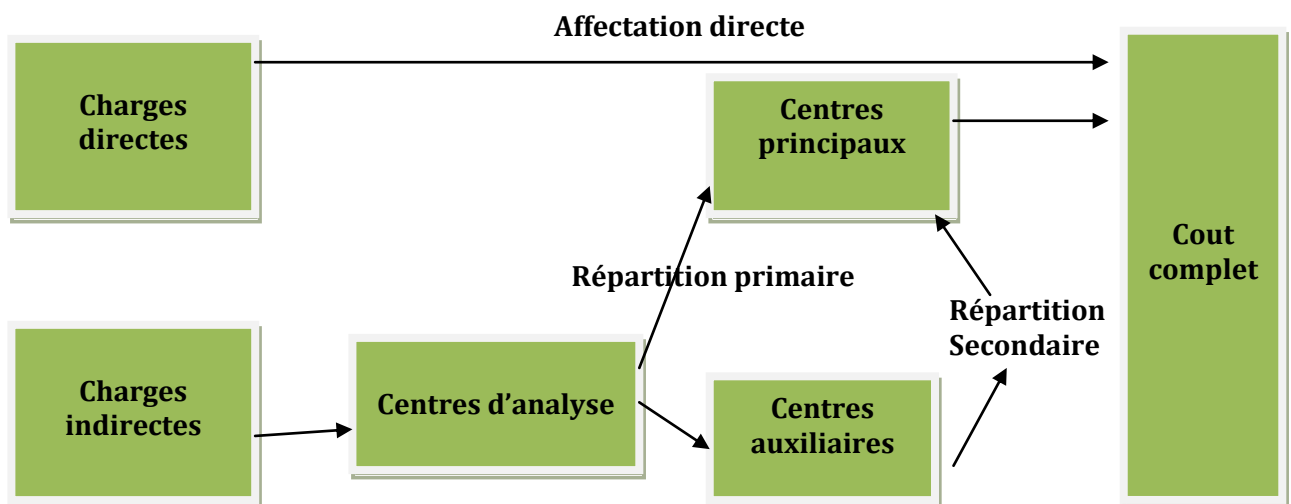 Affectation directe
Charges
directes
Centres
principaux
Cout
complet
Répartition primaire
Répartition
Secondaire
Charges
indirectes
Centres d’analyse
Centres
auxiliaires